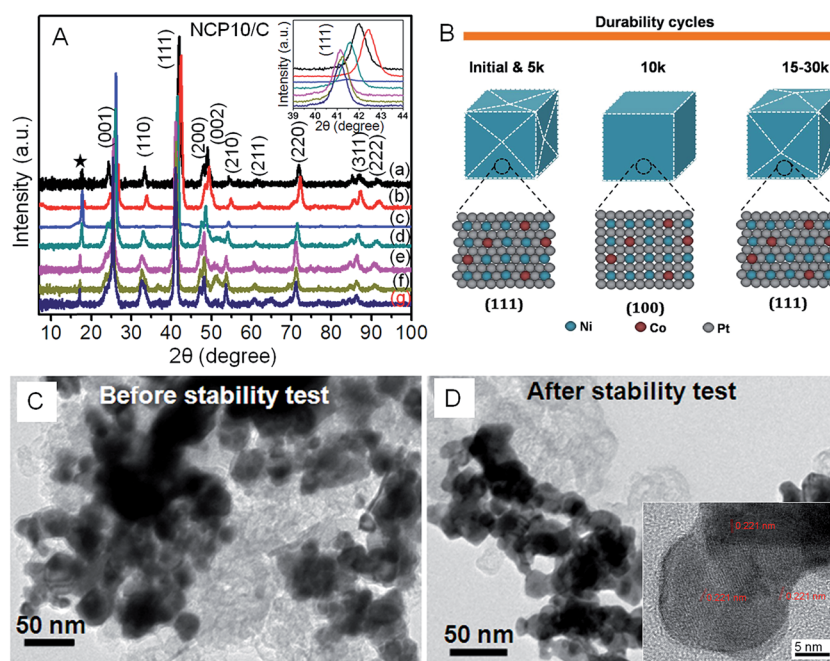 A
NCP10/C
(001)
(110)
(111)
(200)
(002)
(210)
(211)
(220)
(311)
(222)
★
(a)
(b)
(c)
(d)
(e)
(f)
(g)
Intensity (a.u.)
10 20 30 40 50 60 70 80 90 100
2θ (degree)
(111)
Intensity (a.u.)
39 40 41 42 43 44
2θ (degree)
B
Durability cycles
Initial & 5k 10k 15-30k
(111) (100) (111)
Ni Co Pt
C Before stability test
50 nm
D After stability test
50 nm
0.221 nm
0.221 nm
0.221 nm
5 nm